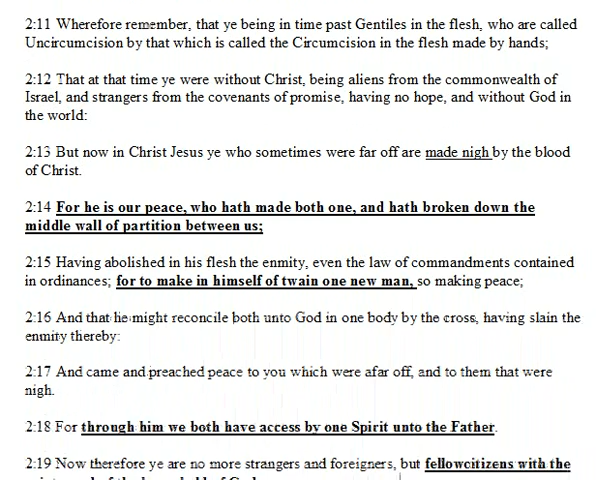 2:11 Wherefore remember, that ye being in time past Gentiles in the flesh, who are called
Uncircumcision by that which is called the Circumcision in the flesh made by hands;
2:12 That at that time ye were without Christ, being aliens from the commonwealth of
Israel, and strangers from the covenants of promise, having no hope, and without God in
the world:
2:13 But now in Christ Jesus ye who sometimes were far off are made nigh by the blood
of Christ.
2:14 For he is our peace, who hath made both one, and hath broken down the
middle wall of partition between us;
2:15 Having abolished in his flesh the enmity, even the law of commandments contained
in ordinances; for to make in himself of twain one new man, so making peace;
2:16 And that he might reconcile both unto God in one body by the cross, having slain the
enmity thereby:
2:17 And came and preached peace to you which were afar off, and to them that were
nigh.
2:18 For through him we both have access by one Spirit unto the Father.
2:19 Now therefore ye are no more strangers and foreigners, but fellowcitizens with the